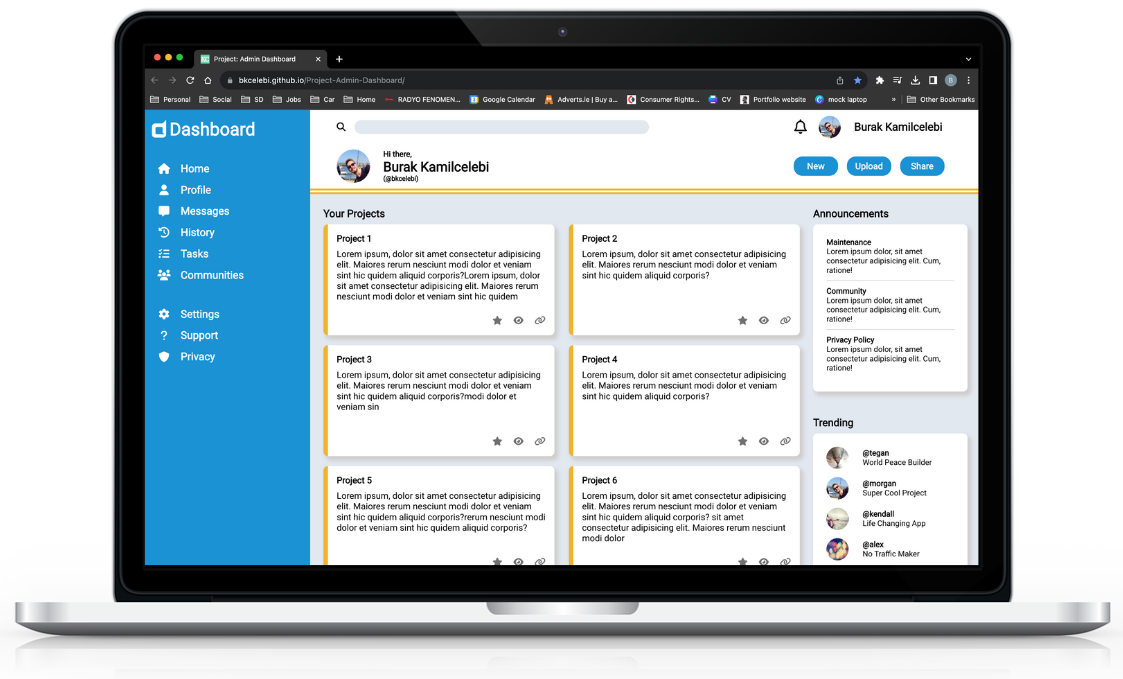 Project: Admin Dashboard
bkcelebi.github.io/Project-Admin-Dashboard/
B
Personal
Social
SD
Jobs
Car
Home
RADYO FENOMEN...
Google Calendar
Adverts.ie | Buy a...
Consumer Rights...
CV
Portfolio website
mock laptop
»
Other Bookmarks
Dashboard
Home
Profile
Messages
History
Tasks
Communities
Settings
Support
Privacy
Burak Kamilcelebi
Hi there,
Burak Kamilcelebi
(@bkcelebi)
New
Upload
Share
Your Projects
Project 1
Lorem ipsum, dolor sit amet consectetur adipisicing
elit. Maiores rerum nesciunt modi dolor et veniam
sint hic quidem aliquid corporis?Lorem ipsum, dolor
sit amet consectetur adipisicing elit. Maiores rerum
nesciunt modi dolor et veniam sint hic quidem
Project 2
Lorem ipsum, dolor sit amet consectetur adipisicing
elit. Maiores rerum nesciunt modi dolor et veniam
sint hic quidem aliquid corporis?
Project 3
Lorem ipsum, dolor sit amet consectetur adipisicing
elit. Maiores rerum nesciunt modi dolor et veniam
sint hic quidem aliquid corporis?modi dolor et
veniam sin
Project 4
Lorem ipsum, dolor sit amet consectetur adipisicing
elit. Maiores rerum nesciunt modi dolor et veniam
sint hic quidem aliquid corporis?
Project 5
Lorem ipsum, dolor sit amet consectetur adipisicing
elit. Maiores rerum nesciunt modi dolor et veniam
sint hic quidem aliquid corporis?rerum nesciunt modi
dolor et veniam sint hic quidem aliquid corporis?
Project 6
Lorem ipsum, dolor sit amet consectetur adipisicing
elit. Maiores rerum nesciunt modi dolor et veniam
sint hic quidem aliquid corporis? sit amet
consectetur adipisicing elit. Maiores rerum nesciunt
modi dolor
Announcements
Maintenance
Lorem ipsum dolor, sit amet
consectetur adipisicing elit. Cum,
ratione!
Community
Lorem ipsum dolor, sit amet
consectetur adipisicing elit. Cum,
ratione!
Privacy Policy
Lorem ipsum dolor, sit amet
consectetur adipisicing elit. Cum,
ratione!
Trending
@tegan
World Peace Builder
@morgan
Super Cool Project
@kendall
Life Changing App
@alex
No Traffic Maker